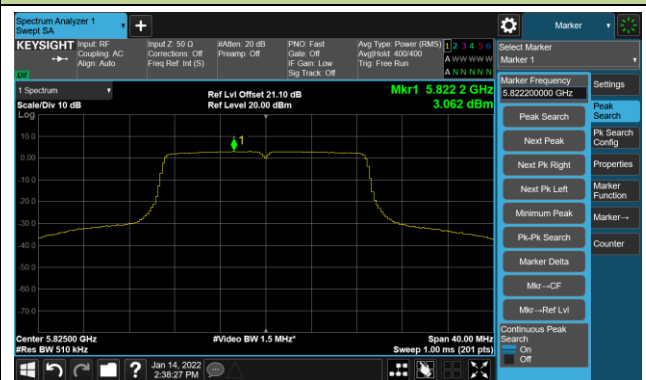 Spectrum Analyzer 1
Swept SA
Marker
KEYSIGHT
Input: RF
Coupling: AC
Align: Auto
Input Z: 50 Ω
Corrections: Off
Freq Ref: Int (S)
#Atten: 20 dB
Preamp: Off
PNO: Fast
Gate: Off
IF Gain: Low
Sig Track: Off
Avg Type: Power (RMS)
Avg|Hold: 400/400
Trig: Free Run
1 2 3 4 5 6
A W W W W W
A N N N N N
LXI
Select Marker
Marker 1
1 Spectrum
Scale/Div 10 dB
Log
Ref Lvl Offset 21.10 dB
Ref Level 20.00 dBm
Mkr1 5.822 2 GHz
3.062 dBm
1
10.0
0.00
-10.0
-20.0
-30.0
-40.0
-50.0
-60.0
-70.0
Center 5.82500 GHz
#Res BW 510 kHz
#Video BW 1.5 MHz*
Span 40.00 MHz
Sweep 1.00 ms (201 pts)
Marker Frequency
5.822200000 GHz
Peak Search
Next Peak
Next Pk Right
Next Pk Left
Minimum Peak
Pk-Pk Search
Marker Delta
Mkr→CF
Mkr→Ref Lvl
Continuous Peak
Search
On
Off
Settings
Peak
Search
Pk Search
Config
Properties
Marker
Function
Marker→
Counter
Jan 14, 2022
2:38:27 PM